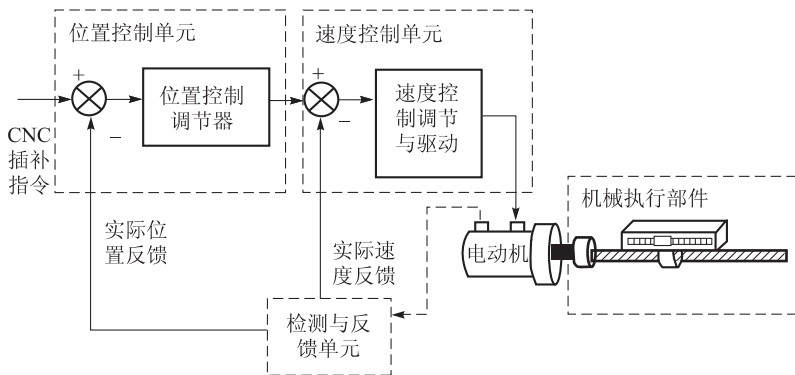 位置控制单元
速度控制单元
+
+
位置控制
调节器
速度控
制调节
与驱动
−
−
CNC
插补
指令
机械执行部件
实际位
置反馈
实际速
度反馈
电动机
检测与反
馈单元